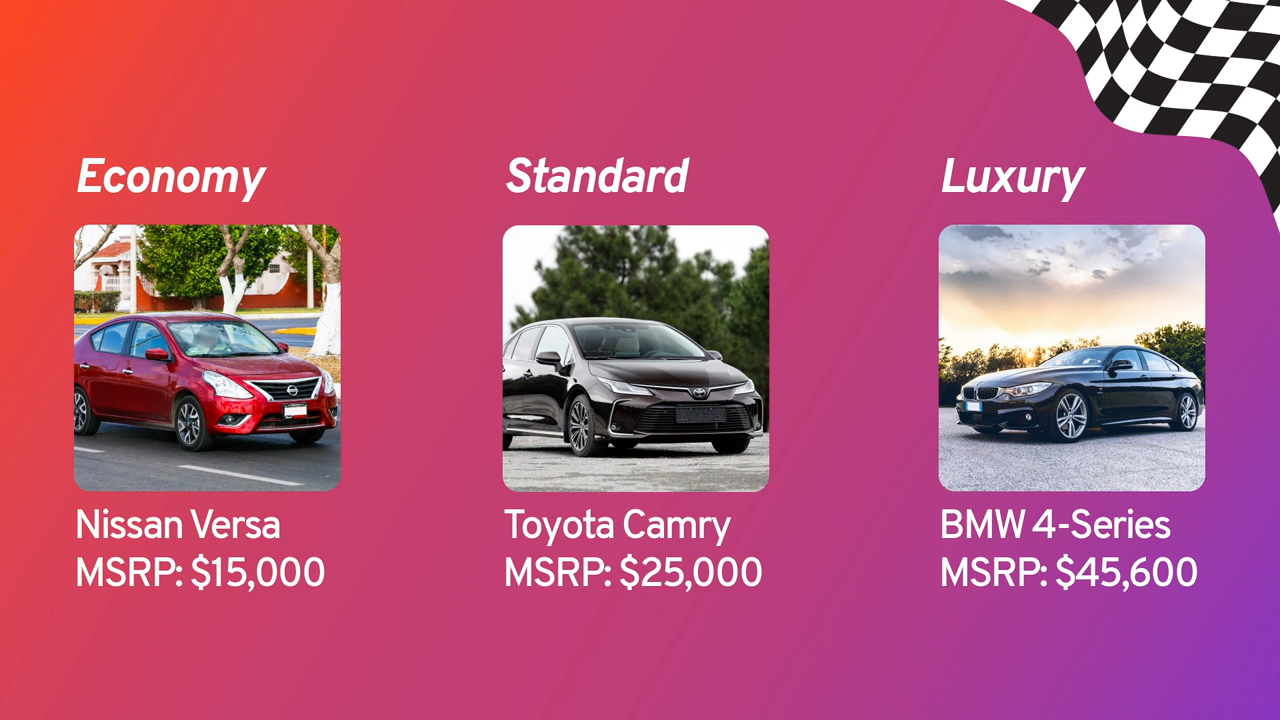 Economy
Standard
Luxury
Nissan Versa
MSRP: $15,000
Toyota Camry
MSRP: $25,000
BMW 4-Series
MSRP: $45,600